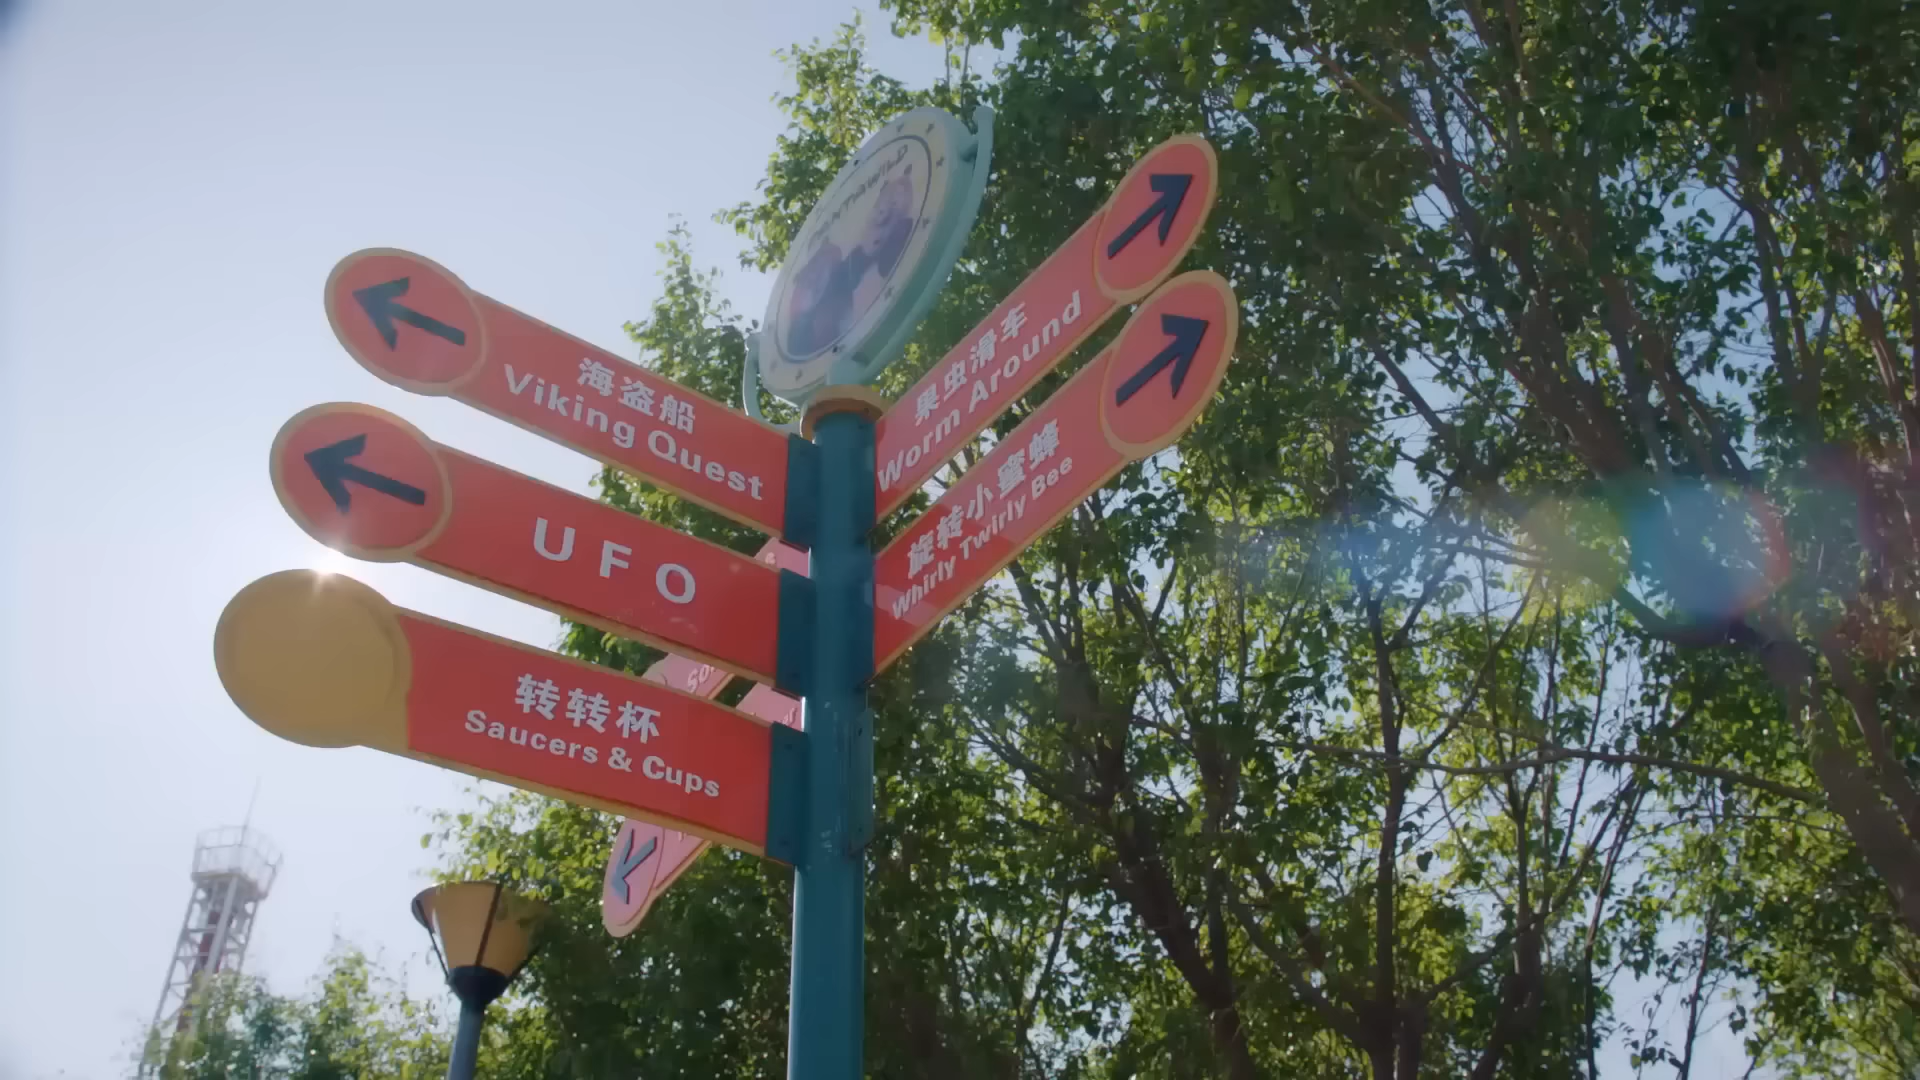 FANTAWILD
海盗船
Viking Quest
UFO
转转杯
Saucers & Cups
果虫滑车
Worm Around
旋转小蜜蜂
Whirly Twirly Bee